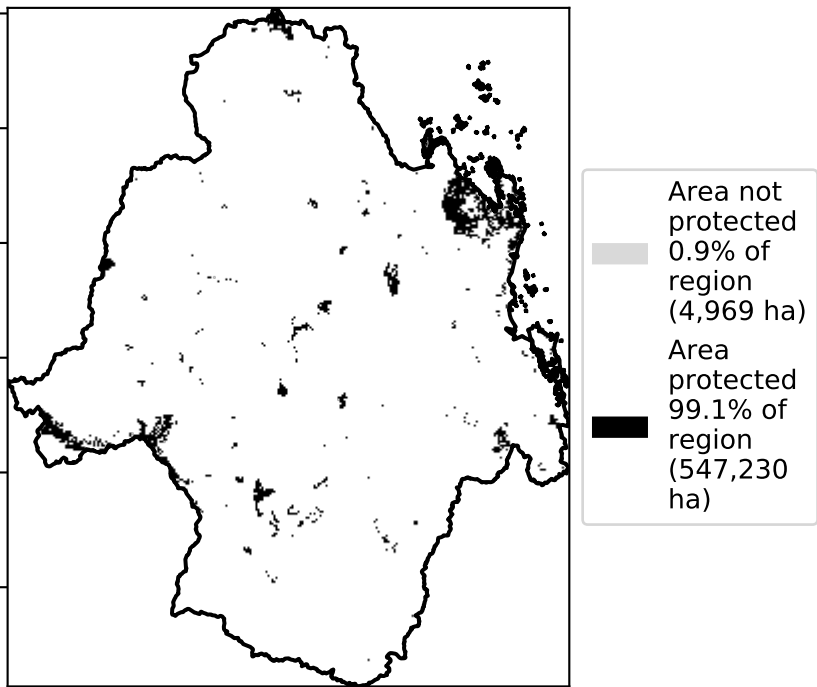 Area not
protected
0.9% of
region
(4,969 ha)
Area
protected
99.1% of
region
(547,230
ha)